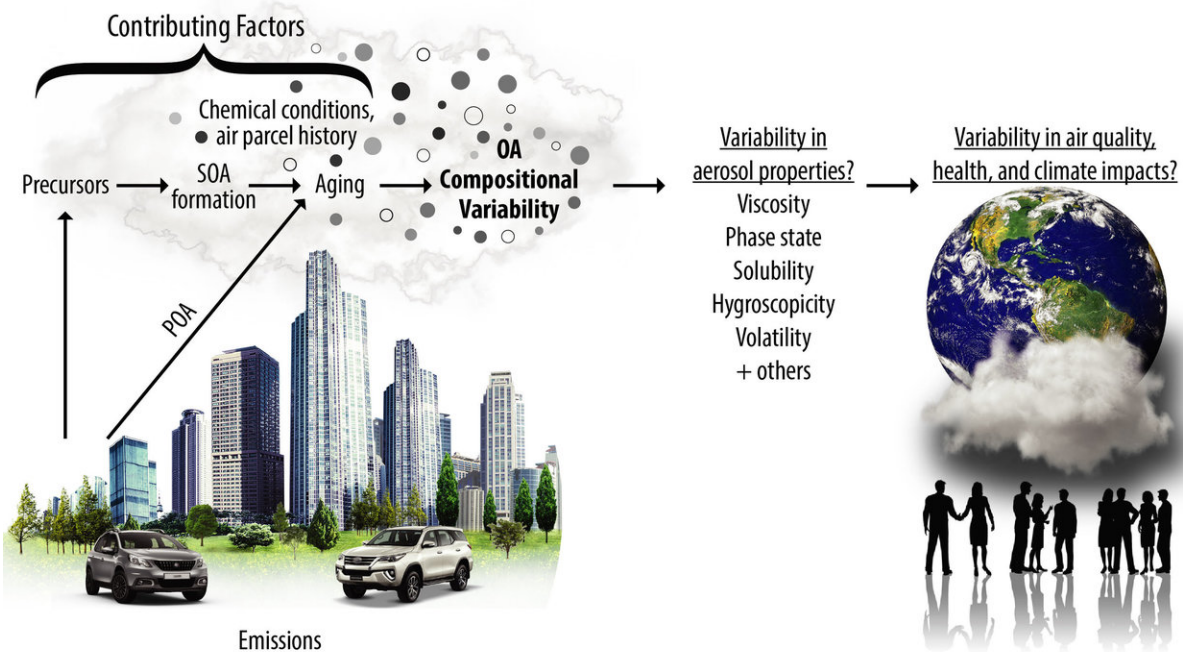 Contributing Factors
Chemical conditions,
air parcel history
Precursors
SOA
formation
Aging
OA
Compositional
Variability
POA
Emissions
Variability in
aerosol properties?
Viscosity
Phase state
Solubility
Hygroscopicity
Volatility
+ others
Variability in air quality,
health, and climate impacts?